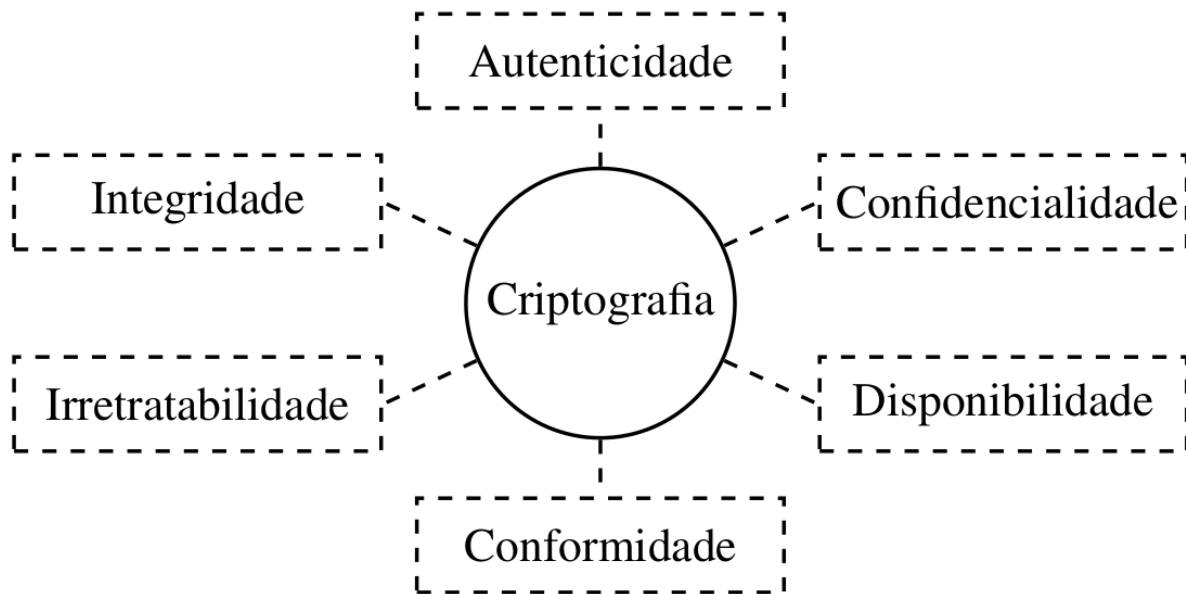 Autenticidade
Integridade
Confidencialidade
Criptografia
Irretratabilidade
Disponibilidade
Conformidade